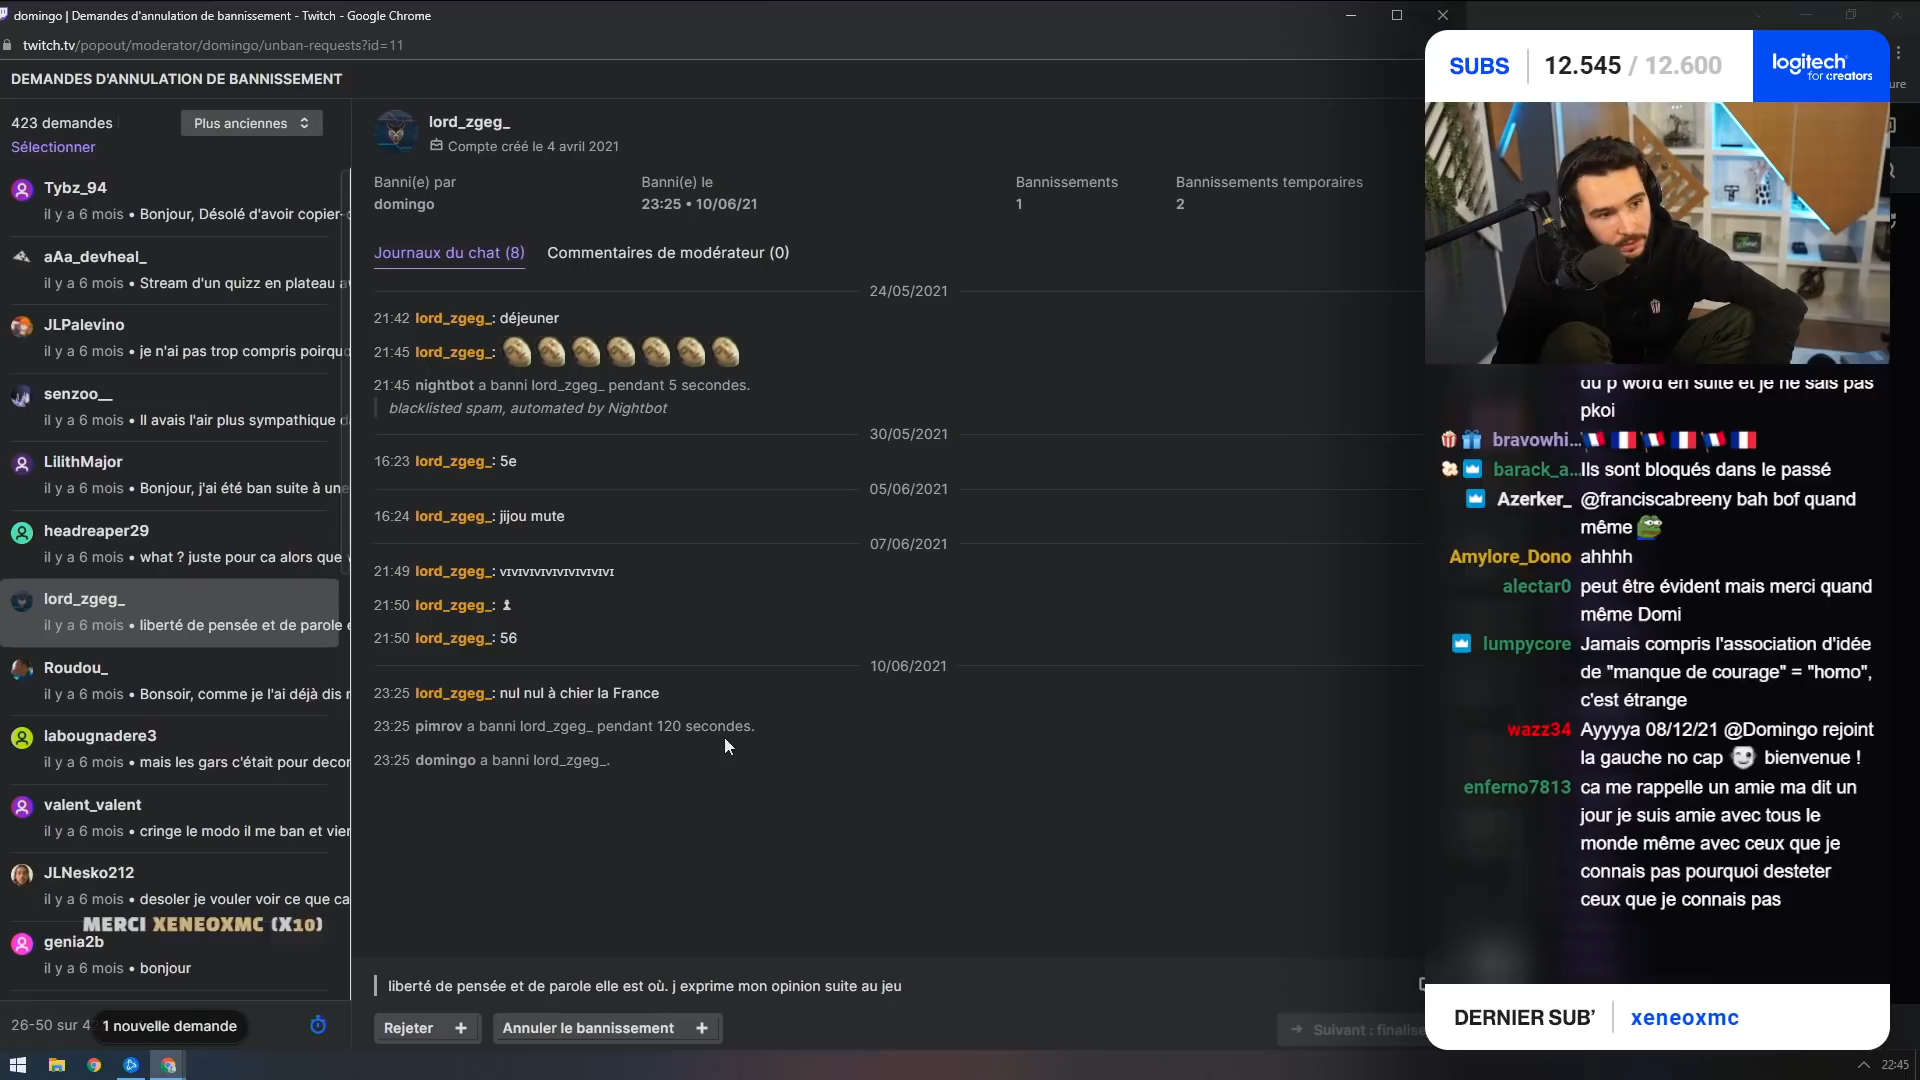 domingo | Demandes d'annulation de bannissement - Twitch - Google Chrome
twitch.tv/popout/moderator/domingo/unban-requests?id=11
DEMANDES D'ANNULATION DE BANNISSEMENT
423 demandes
Plus anciennes
Sélectionner
Tybz_94
il y a 6 mois • Bonjour, Désolé d'avoir copier-
aAa_devheal_
il y a 6 mois • Stream d'un quizz en plateau
JLPalevino
il y a 6 mois • je n'ai pas trop compris poirqu
senzoo__
il y a 6 mois • Il avais l'air plus sympathique
LilithMajor
il y a 6 mois • Bonjour, j'ai été ban suite à une
headreaper29
il y a 6 mois • what ? juste pour ca alors que
lord_zgeg_
il y a 6 mois • liberté de pensée et de parole
Roudou_
il y a 6 mois • Bonsoir, comme je l'ai déjà dis
labougnadere3
il y a 6 mois • mais les gars c'était pour decor
valent_valent
il y a 6 mois • cringe le modo il me ban et vier
JLNesko212
il y a 6 mois • desoler je vouler voir ce que ca
MERCI XENEOXMC (X10)
genia2b
il y a 6 mois • bonjour
26-50 sur 4
1 nouvelle demande
lord_zgeg_
Compte créé le 4 avril 2021
Banni(e) par
domingo
Banni(e) le
23:25 • 10/06/21
Bannissements
1
Bannissements temporaires
2
Journaux du chat (8)
Commentaires de modérateur (0)
24/05/2021
21:42 lord_zgeg_: déjeuner
21:45 lord_zgeg_:
21:45 nightbot a banni lord_zgeg_ pendant 5 secondes.
blacklisted spam, automated by Nightbot
30/05/2021
16:23 lord_zgeg_: 5e
05/06/2021
16:24 lord_zgeg_: jijou mute
07/06/2021
21:49 lord_zgeg_: vıvıvıvıvıvıvıvıvıvı
21:50 lord_zgeg_:
21:50 lord_zgeg_: 56
10/06/2021
23:25 lord_zgeg_: nul nul à chier la France
23:25 pimrov a banni lord_zgeg_ pendant 120 secondes.
23:25 domingo a banni lord_zgeg_.
liberté de pensée et de parole elle est où. j exprime mon opinion suite au jeu
Rejeter +
Annuler le bannissement +
Suivant : finalise
SUBS 12.545 / 12.600
logitech
for creators
du p word en suite et je ne sais pas
pkoi
bravowhi...
barack_a... Ils sont bloqués dans le passé
Azerker_ @franciscabreeny bah bof quand
même
Amylore_Dono ahhhh
alectar0 peut être évident mais merci quand
même Domi
lumpycore Jamais compris l'association d'idée
de "manque de courage" = "homo",
c'est étrange
wazz34 Ayyyya 08/12/21 @Domingo rejoint
la gauche no cap bienvenue !
enferno7813 ca me rappelle un amie ma dit un
jour je suis amie avec tous le
monde même avec ceux que je
connais pas pourquoi desteter
ceux que je connais pas
DERNIER SUB' xeneoxmc
22:45